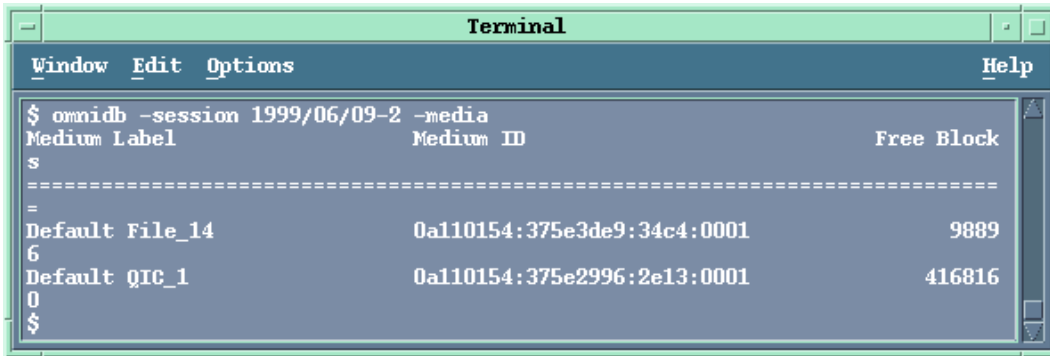 Terminal
Window Edit Options Help
$ omnidb -session 1999/06/09-2 -media
Medium Label Medium ID Free Block
s
==============================================================================
=
Default File_14 0a110154:375e3de9:34c4:0001 9889
6
Default QIC_1 0a110154:375e2996:2e13:0001 416816
0
$